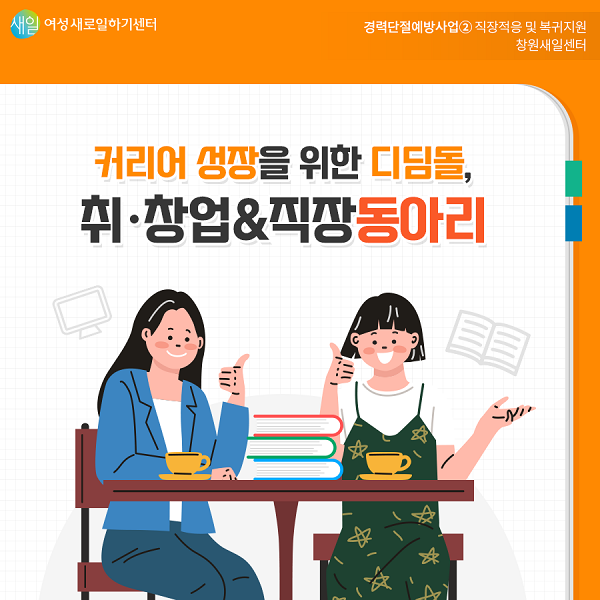 새일 여성새로일하기센터
경력단절예방사업② 직장적응 및 복귀지원
창원새일센터
커리어 성장을 위한 디딤돌,
취·창업&직장동아리